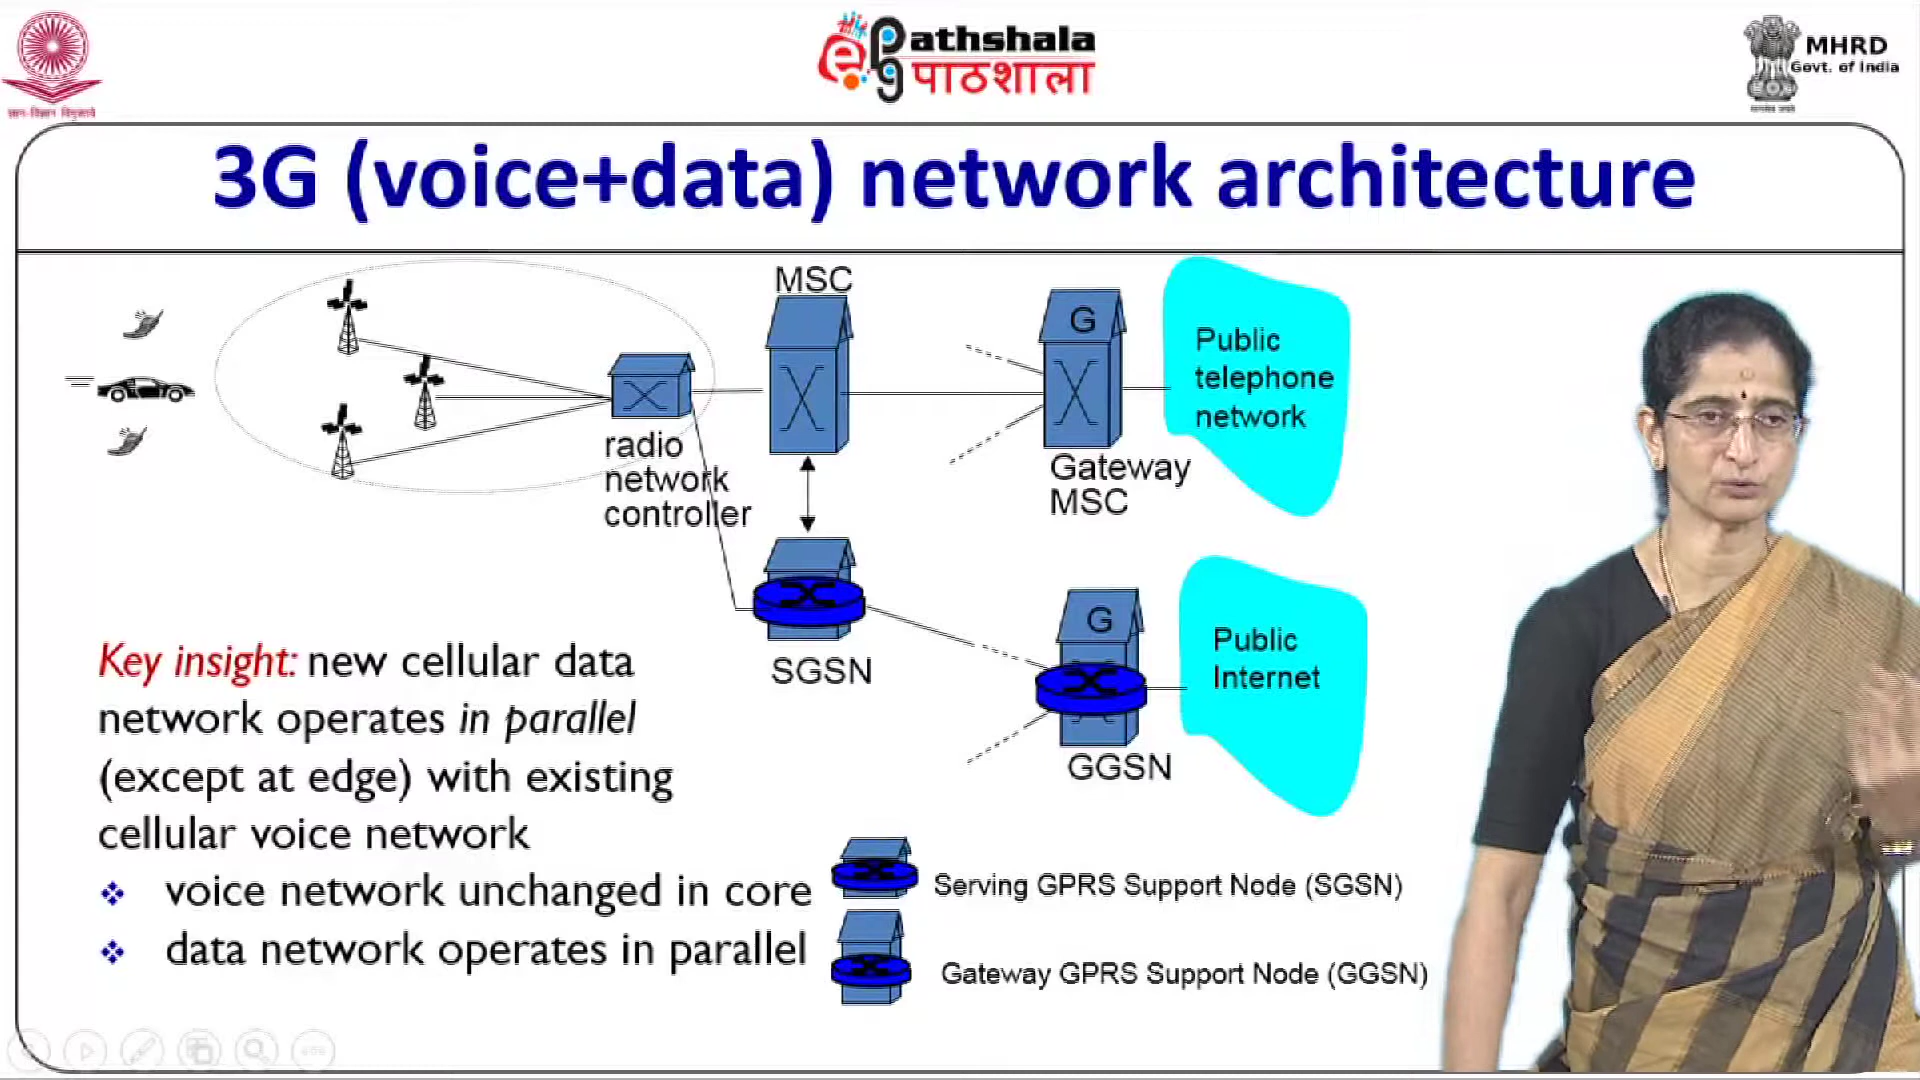 Pathshala
पाठशाला
MHRD
Govt. of India
ज्ञान-विज्ञान विमुक्तये
3G (voice+data) network architecture
MSC
G
Public
telephone
network
radio
network
controller
Gateway
MSC
SGSN
G
Public
Internet
GGSN
Key insight: new cellular data
network operates in parallel
(except at edge) with existing
cellular voice network
voice network unchanged in core
data network operates in parallel
Serving GPRS Support Node (SGSN)
Gateway GPRS Support Node (GGSN)